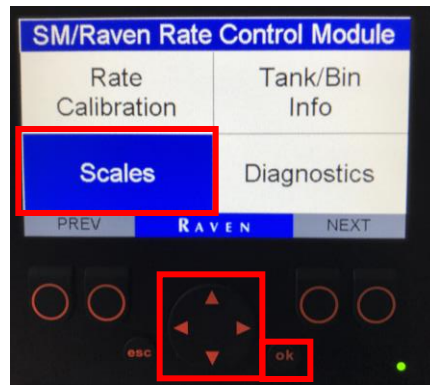 SM/Raven Rate Control Module
Rate
Calibration
Tank/Bin
Info
Scales
Diagnostics
PREV
RAVEN
NEXT
esc
ok